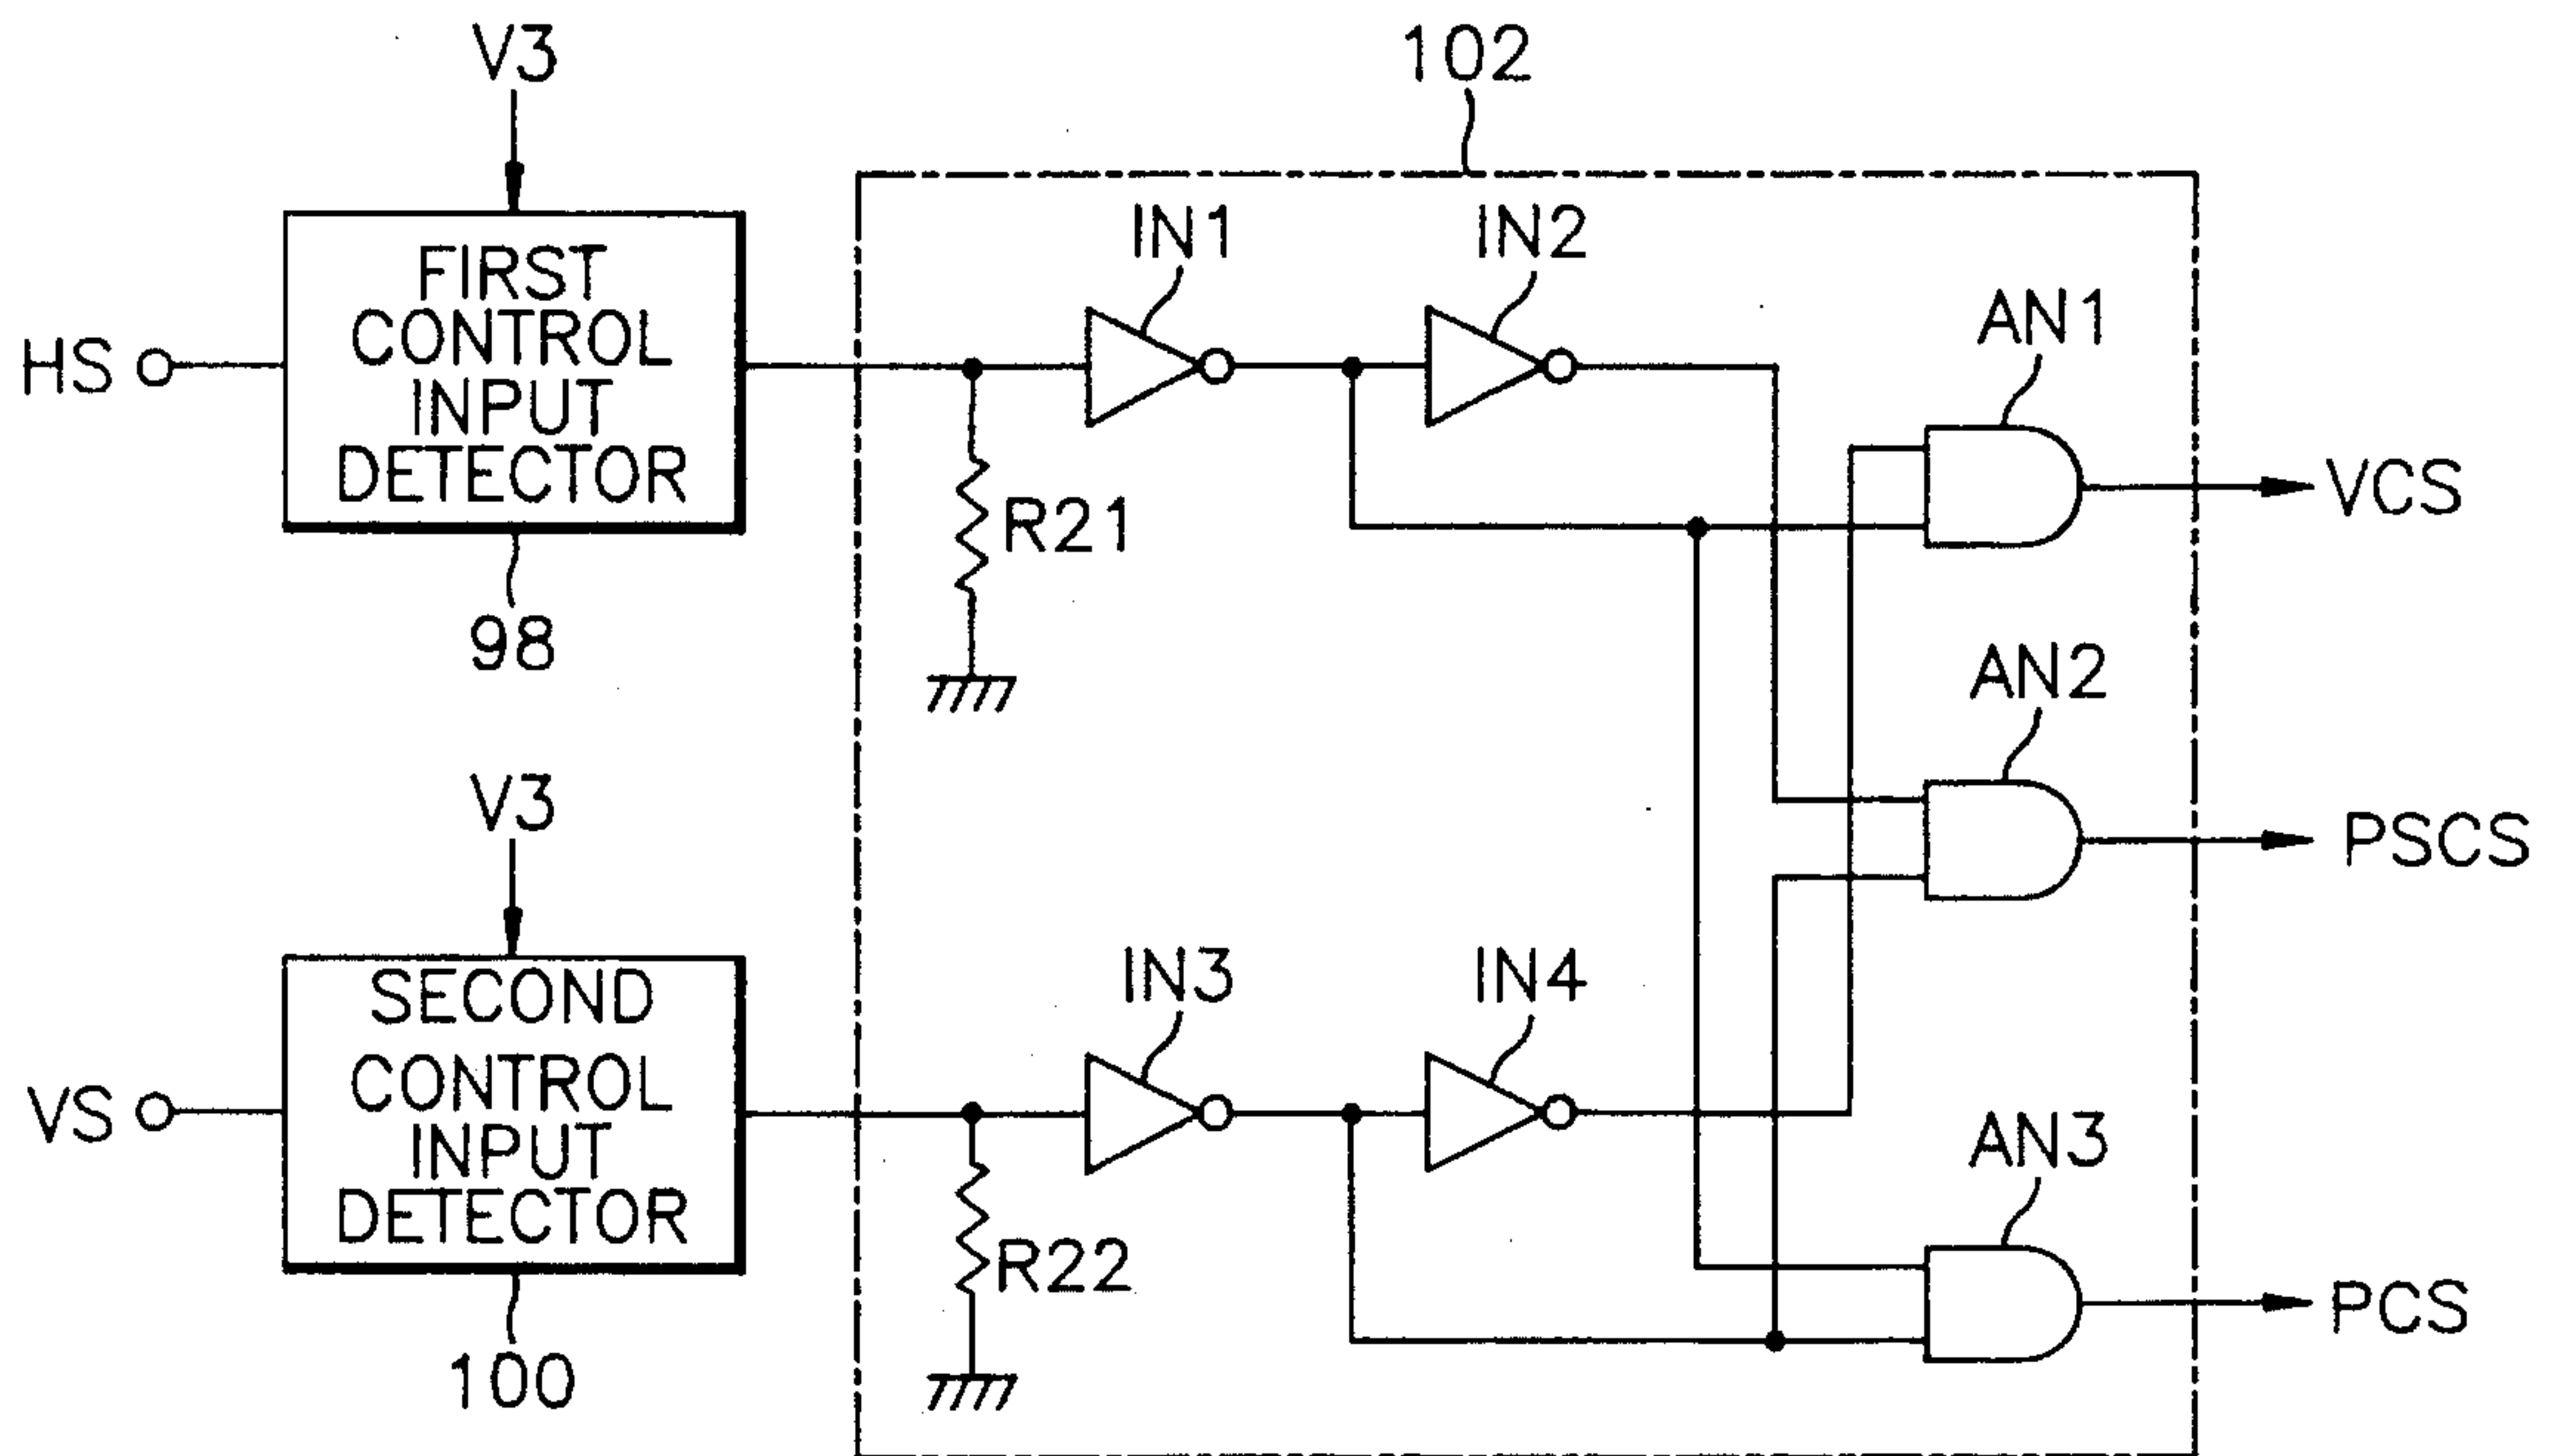 V3
102
FIRST
CONTROL
INPUT
DETECTOR
HS
98
IN1
IN2
R21
AN1
VCS
AN2
PSCS
V3
SECOND
CONTROL
INPUT
DETECTOR
VS
100
IN3
IN4
R22
AN3
PCS